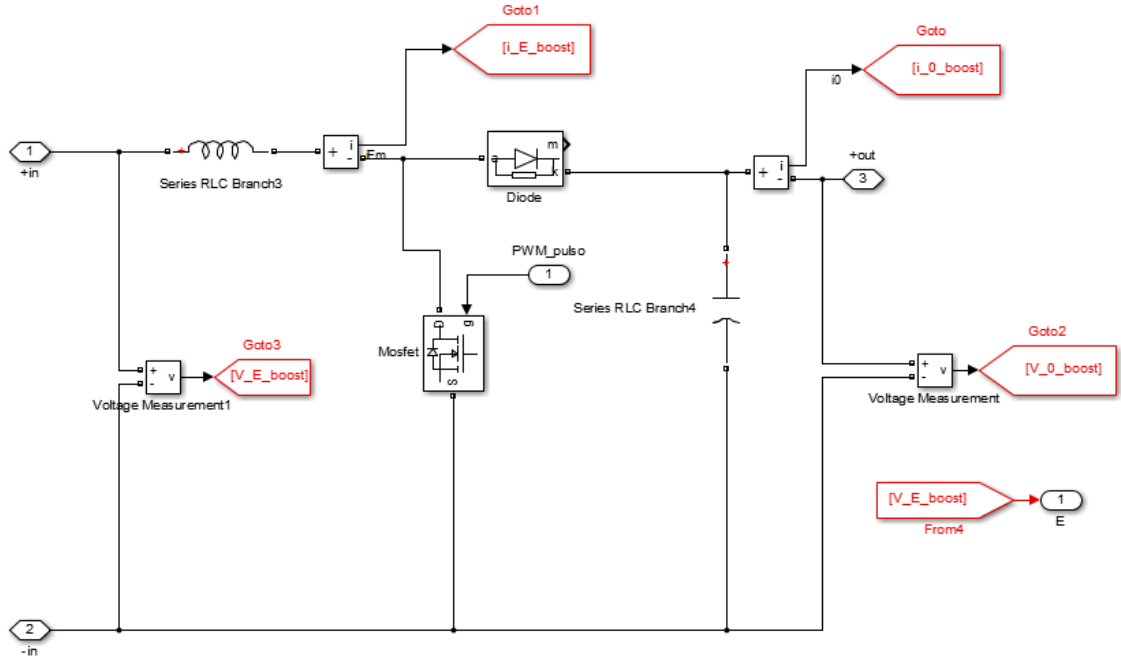 Goto1
[i_E_boost]
Goto
[i_0_boost]
i0
1
+in
Series RLC Branch3
+
i
-
m
a
k
Diode
+
i
-
+out
3
PWM_pulso
1
Series RLC Branch4
Mosfet
D
g
S
Goto3
[V_E_boost]
+
-
v
Voltage Measurement1
Goto2
[V_0_boost]
+
-
v
Voltage Measurement
[V_E_boost]
From4
1
E
2
-in